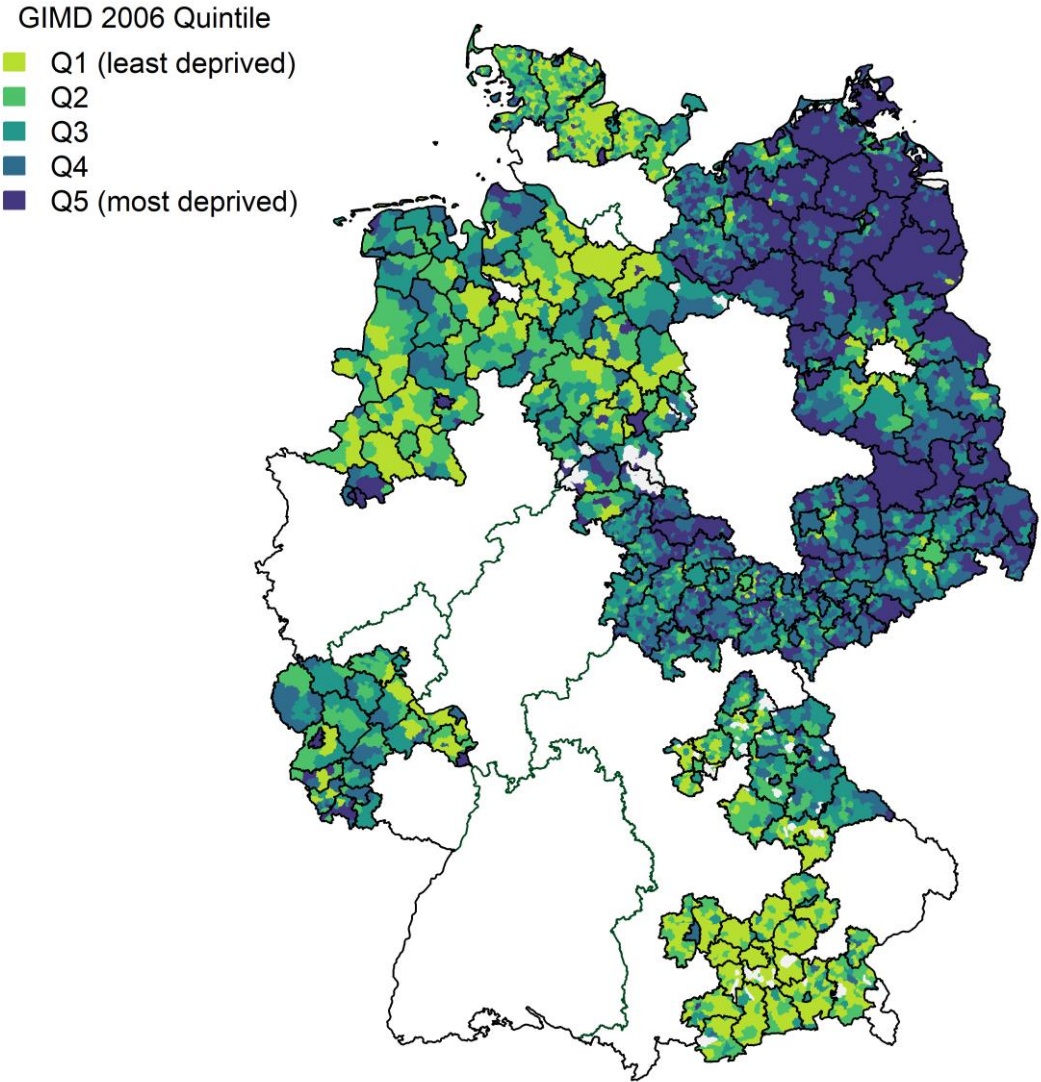 GIMD 2006 Quintile
Q1 (least deprived)
Q2
Q3
Q4
Q5 (most deprived)